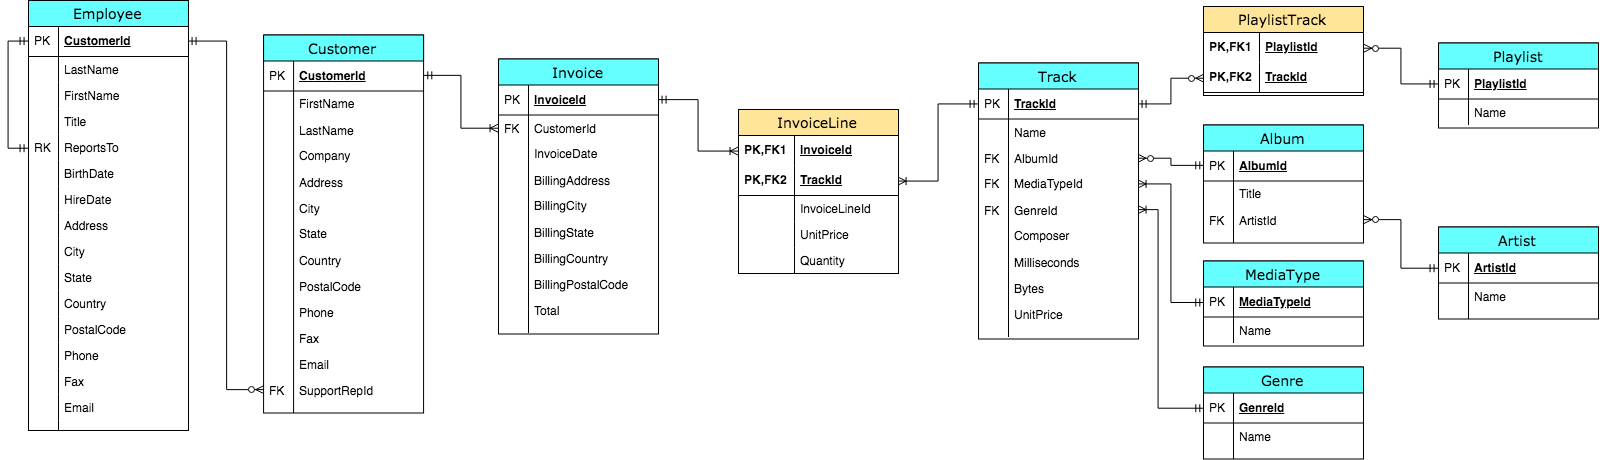 Employee
PK CustomerId
LastName
FirstName
Title
RK ReportsTo
BirthDate
HireDate
Address
City
State
Country
PostalCode
Phone
Fax
Email
Customer
PK CustomerId
FirstName
LastName
Company
Address
City
State
Country
PostalCode
Phone
Fax
Email
FK SupportRepId
Invoice
PK InvoiceId
FK CustomerId
InvoiceDate
BillingAddress
BillingCity
BillingState
BillingCountry
BillingPostalCode
Total
InvoiceLine
PK,FK1 InvoiceId
PK,FK2 TrackId
InvoiceLineId
UnitPrice
Quantity
Track
PK TrackId
Name
FK AlbumId
FK MediaTypeId
FK GenreId
Composer
Milliseconds
Bytes
UnitPrice
PlaylistTrack
PK,FK1 PlaylistId
PK,FK2 TrackId
Playlist
PK PlaylistId
Name
Album
PK AlbumId
Title
FK ArtistId
Artist
PK ArtistId
Name
MediaType
PK MediaTypeId
Name
Genre
PK GenreId
Name